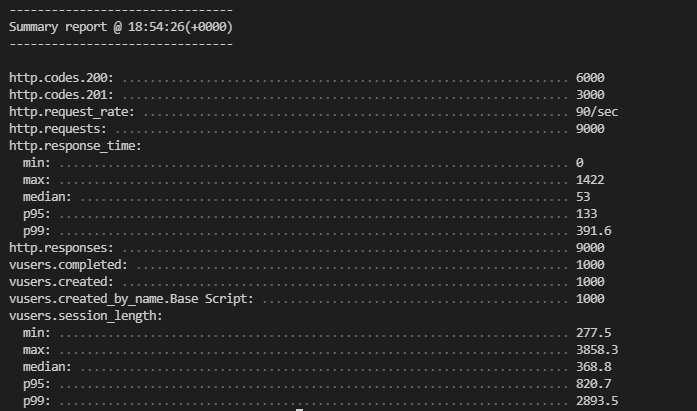 --------------------------------
Summary report @ 18:54:26(+0000)
--------------------------------
http.codes.200: ................................................................ 6000
http.codes.201: ................................................................ 3000
http.request_rate: ............................................................. 90/sec
http.requests: ................................................................. 9000
http.response_time:
  min: ......................................................................... 0
  max: ......................................................................... 1422
  median: ...................................................................... 53
  p95: ......................................................................... 133
  p99: ......................................................................... 391.6
http.responses: ................................................................ 9000
vusers.completed: .............................................................. 1000
vusers.created: ................................................................ 1000
vusers.created_by_name.Base Script: ............................................ 1000
vusers.session_length:
  min: ......................................................................... 277.5
  max: ......................................................................... 3858.3
  median: ...................................................................... 368.8
  p95: ......................................................................... 820.7
  p99: ......................................................................... 2893.5